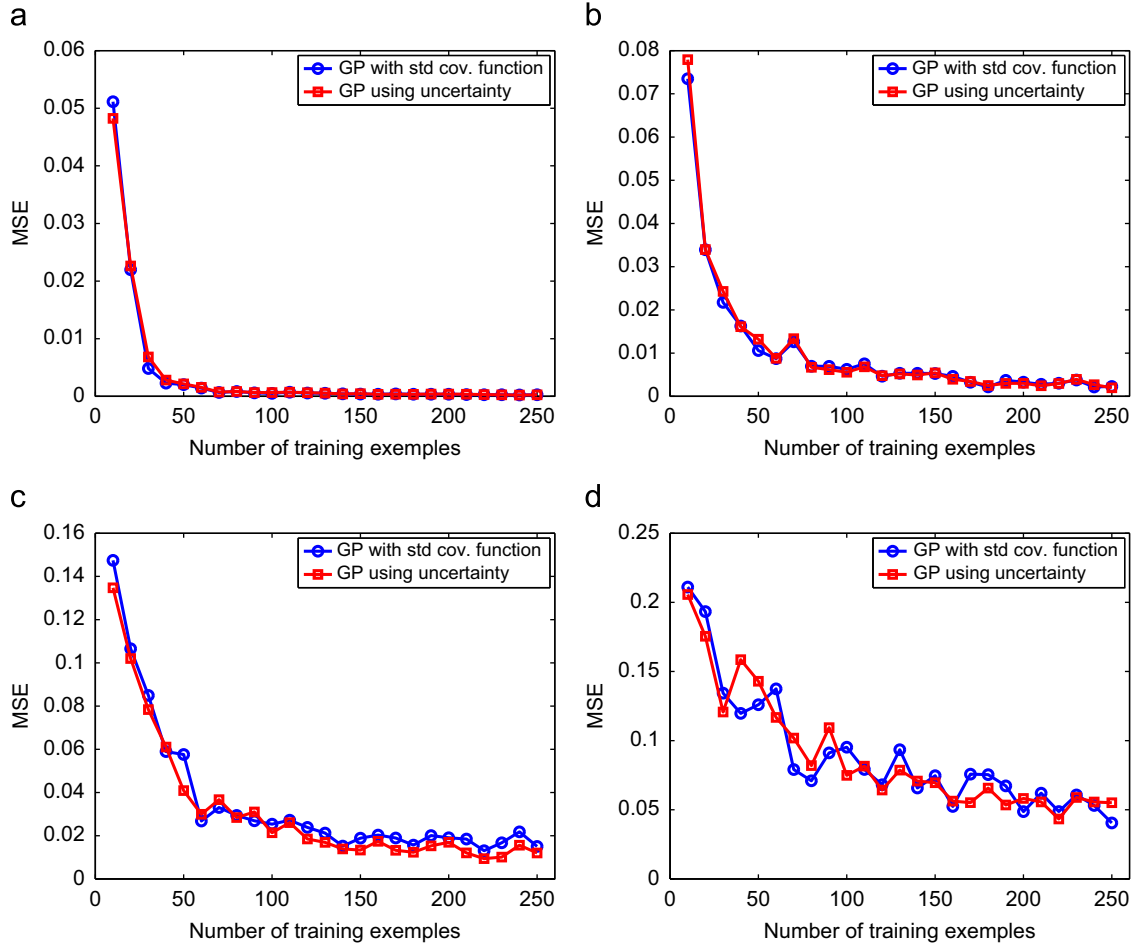 a
0.06
0.05
0.04
0.03
0.02
0.01
0
MSE
0 50 100 150 200 250
Number of training exemples
GP with std cov. function
GP using uncertainty
b
0.08
0.07
0.06
0.05
0.04
0.03
0.02
0.01
0
MSE
0 50 100 150 200 250
Number of training exemples
GP with std cov. function
GP using uncertainty
c
0.16
0.14
0.12
0.1
0.08
0.06
0.04
0.02
0
MSE
0 50 100 150 200 250
Number of training exemples
GP with std cov. function
GP using uncertainty
d
0.25
0.2
0.15
0.1
0.05
0
MSE
0 50 100 150 200 250
Number of training exemples
GP with std cov. function
GP using uncertainty